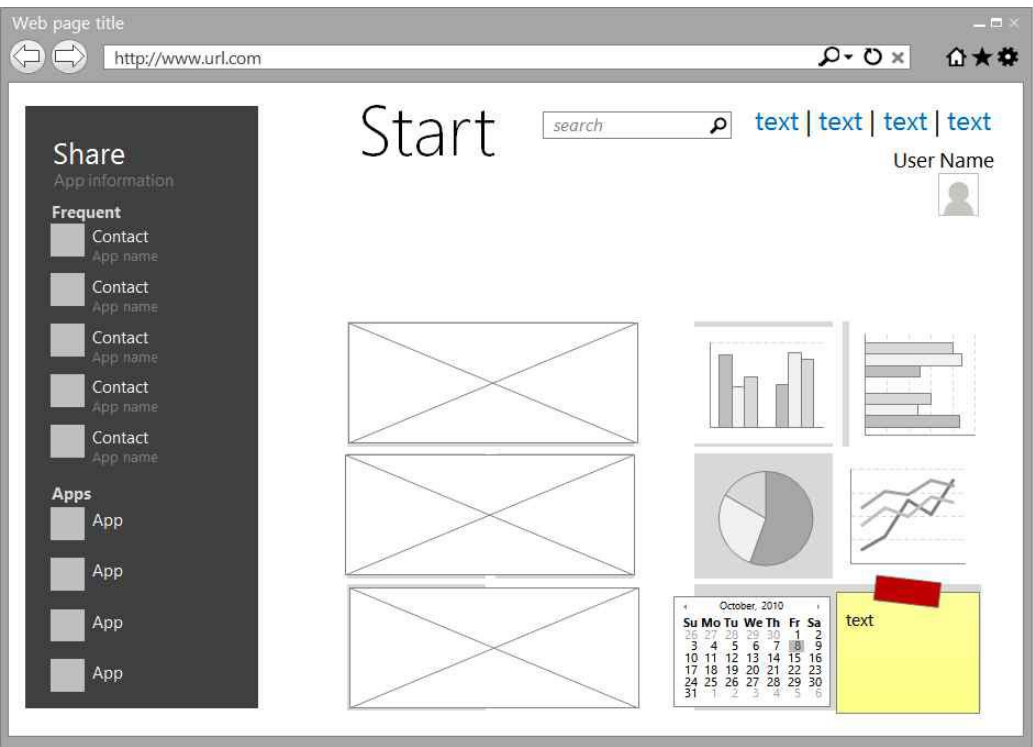 Web page title
http://www.url.com
Start
search
text | text | text | text
User Name
Share
App information
Frequent
Contact
App name
Contact
App name
Contact
App name
Contact
App name
Contact
App name
Apps
App
App
App
App
October, 2010
Su Mo Tu We Th Fr Sa
26 27 28 29 30 1 2
3 4 5 6 7 8 9
10 11 12 13 14 15 16
17 18 19 20 21 22 23
24 25 26 27 28 29 30
31 1 2 3 4 5 6
text